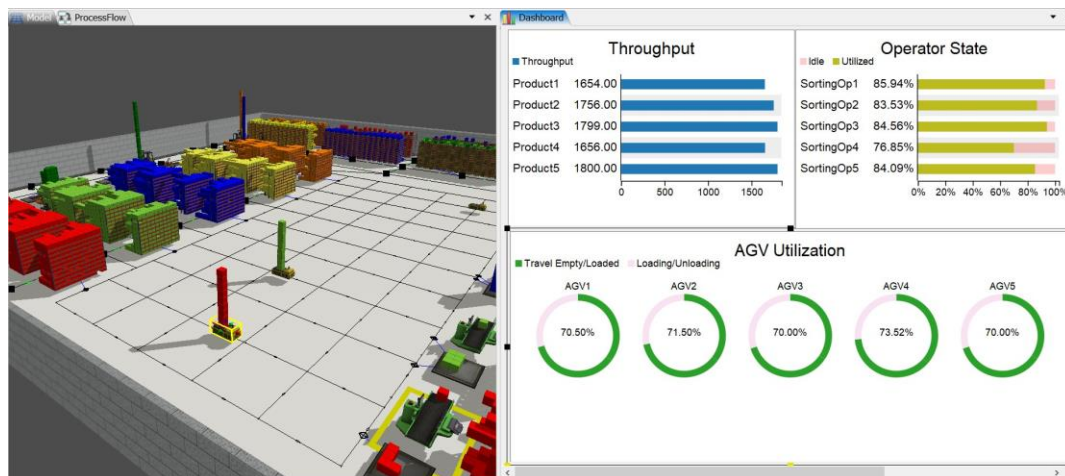 Model ProcessFlow
Dashboard
Throughput
Throughput
Product1 1654.00
Product2 1756.00
Product3 1799.00
Product4 1656.00
Product5 1800.00
0 500 1000 1500
Operator State
Idle Utilized
SortingOp1 85.94%
SortingOp2 83.53%
SortingOp3 84.56%
SortingOp4 76.85%
SortingOp5 84.09%
0% 20% 40% 60% 80% 100%
AGV Utilization
Travel Empty/Loaded Loading/Unloading
AGV1 AGV2 AGV3 AGV4 AGV5
70.50% 71.50% 70.00% 73.52% 70.00%